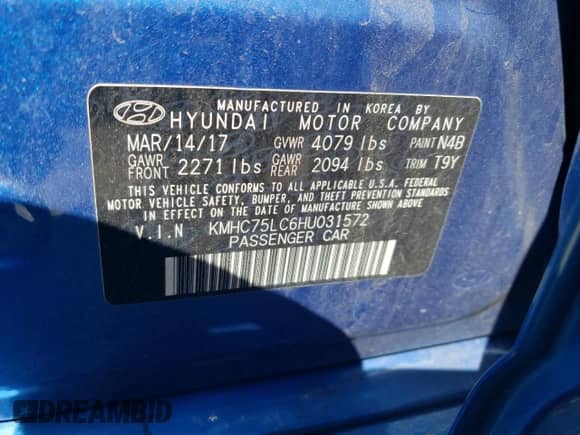 MANUFACTURED IN KOREA BY
HYUNDAI MOTOR COMPANY
MAR/14/17 GVWR 4079 lbs PAINT N4B
GAWR FRONT 2271 lbs GAWR REAR 2094 lbs TRIM T9Y
THIS VEHICLE CONFORMS TO ALL APPLICABLE U.S.A. FEDERAL
MOTOR VEHICLE SAFETY, BUMPER, AND THEFT PREVENTION STANDARDS
IN EFFECT ON THE DATE OF MANUFACTURE SHOWN ABOVE.
V.I.N KMHC75LC6HU031572
PASSENGER CAR
DREAMBID